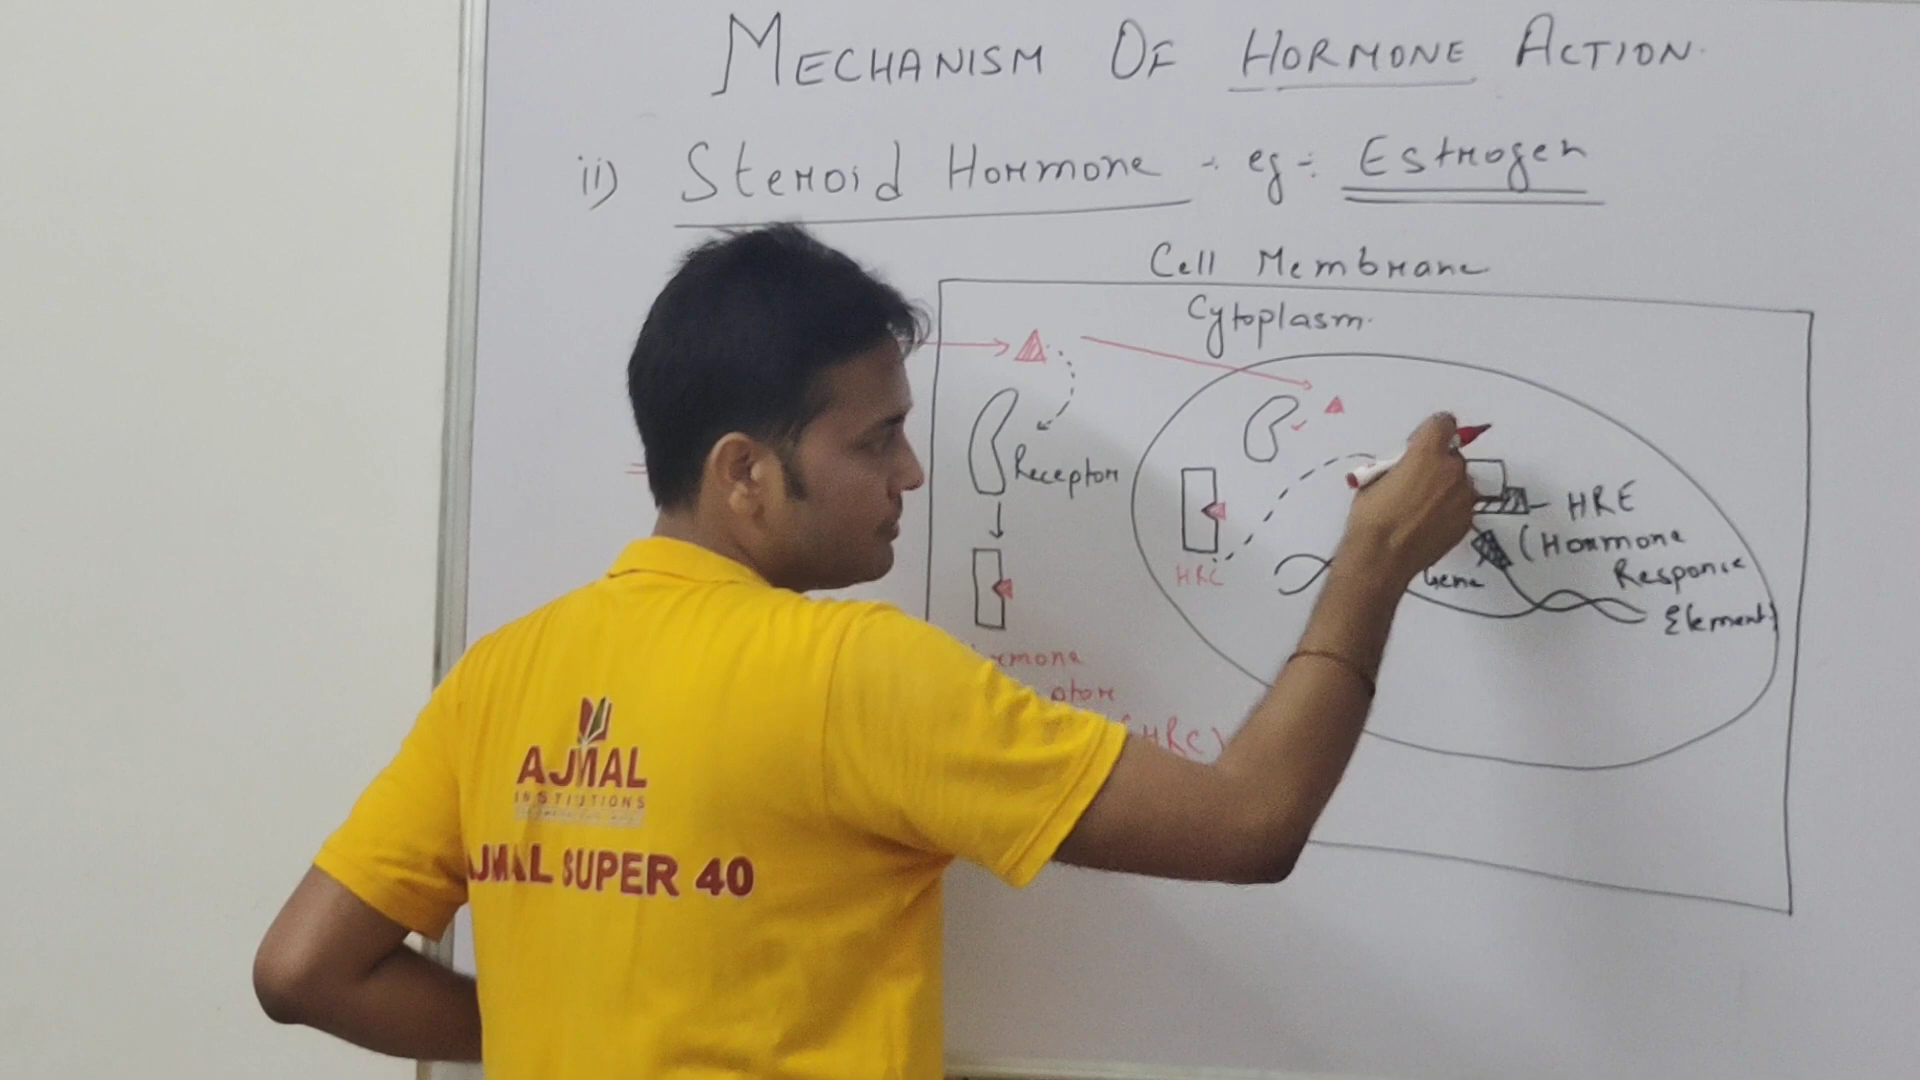 MECHANISM OF HORMONE ACTION.
ii) Steroid Hormone - eg -: Estrogen
Cell Membrane
Cytoplasm.
Receptor
HRE
(Hormone
Response
Element)
Gene
HRC
(HRC)
AJMAL
INSTITUTIONS
AJMAL SUPER 40